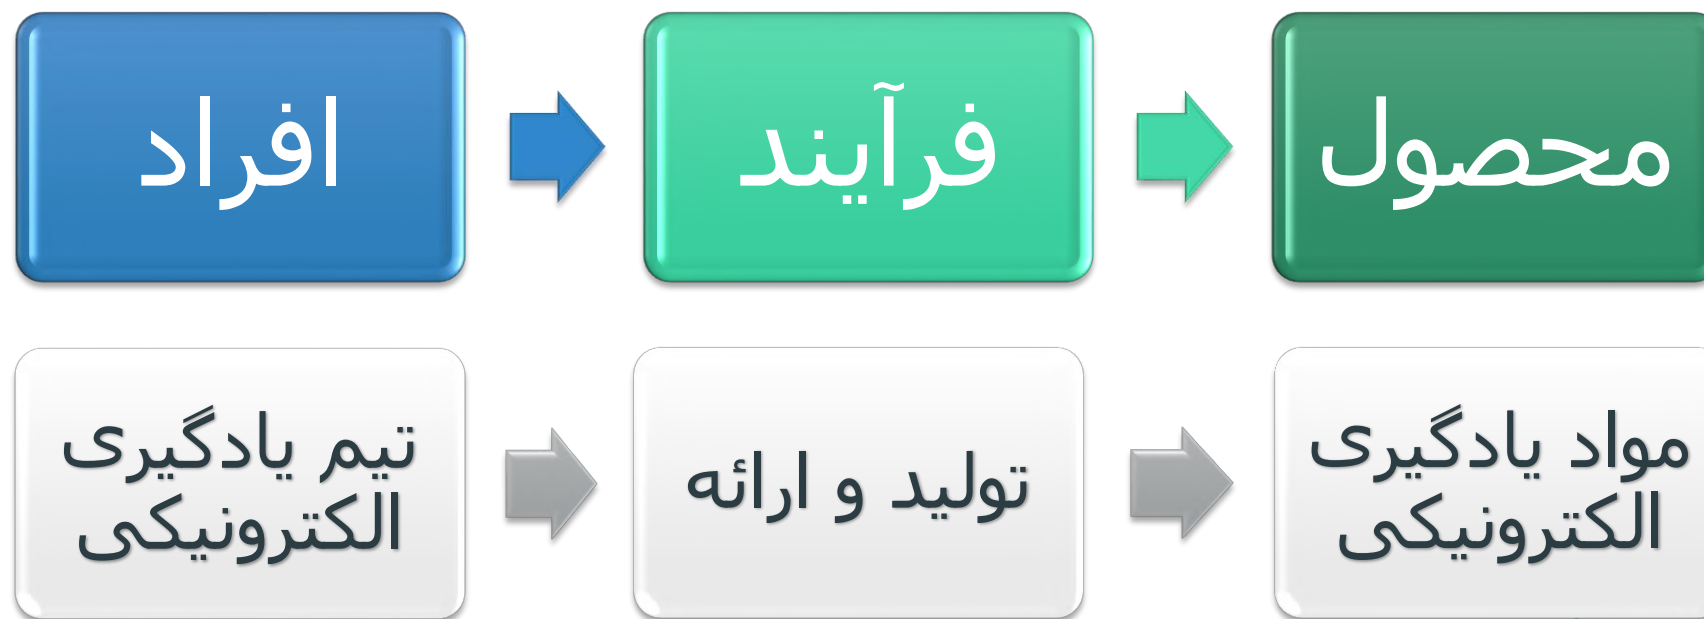 افراد
فرآیند
محصول
تیم یادگیری
الکترونیکی
تولید و ارائه
مواد یادگیری
الکترونیکی